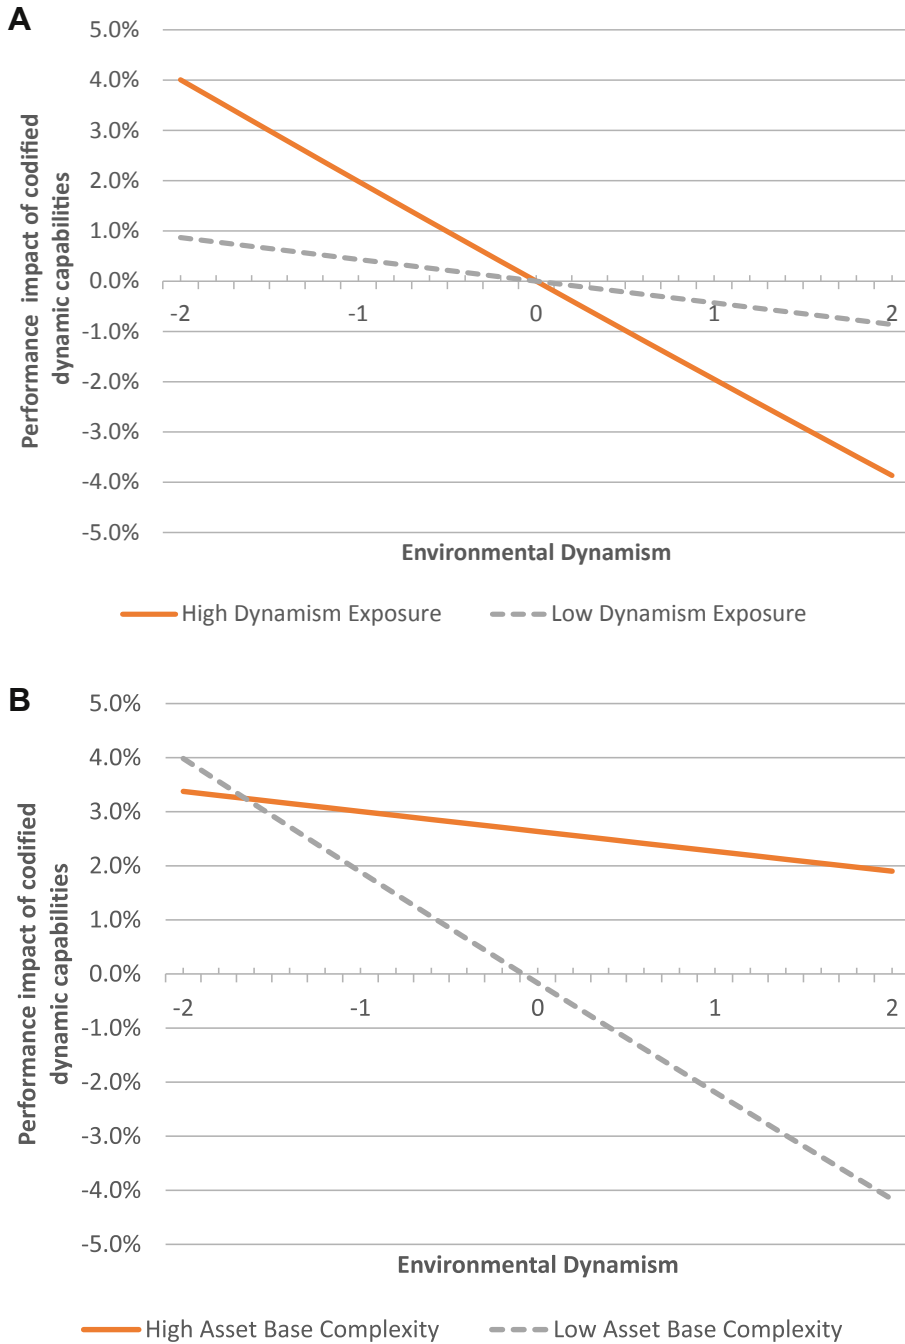 A
5.0%
4.0%
3.0%
2.0%
1.0%
0.0%
-1.0%
-2.0%
-3.0%
-4.0%
-5.0%
Performance impact of codified
dynamic capabilities
-2 -1 0 1 2
Environmental Dynamism
High Dynamism Exposure Low Dynamism Exposure
B
5.0%
4.0%
3.0%
2.0%
1.0%
0.0%
-1.0%
-2.0%
-3.0%
-4.0%
-5.0%
Performance impact of codified
dynamic capabilities
-2 -1 0 1 2
Environmental Dynamism
High Asset Base Complexity Low Asset Base Complexity